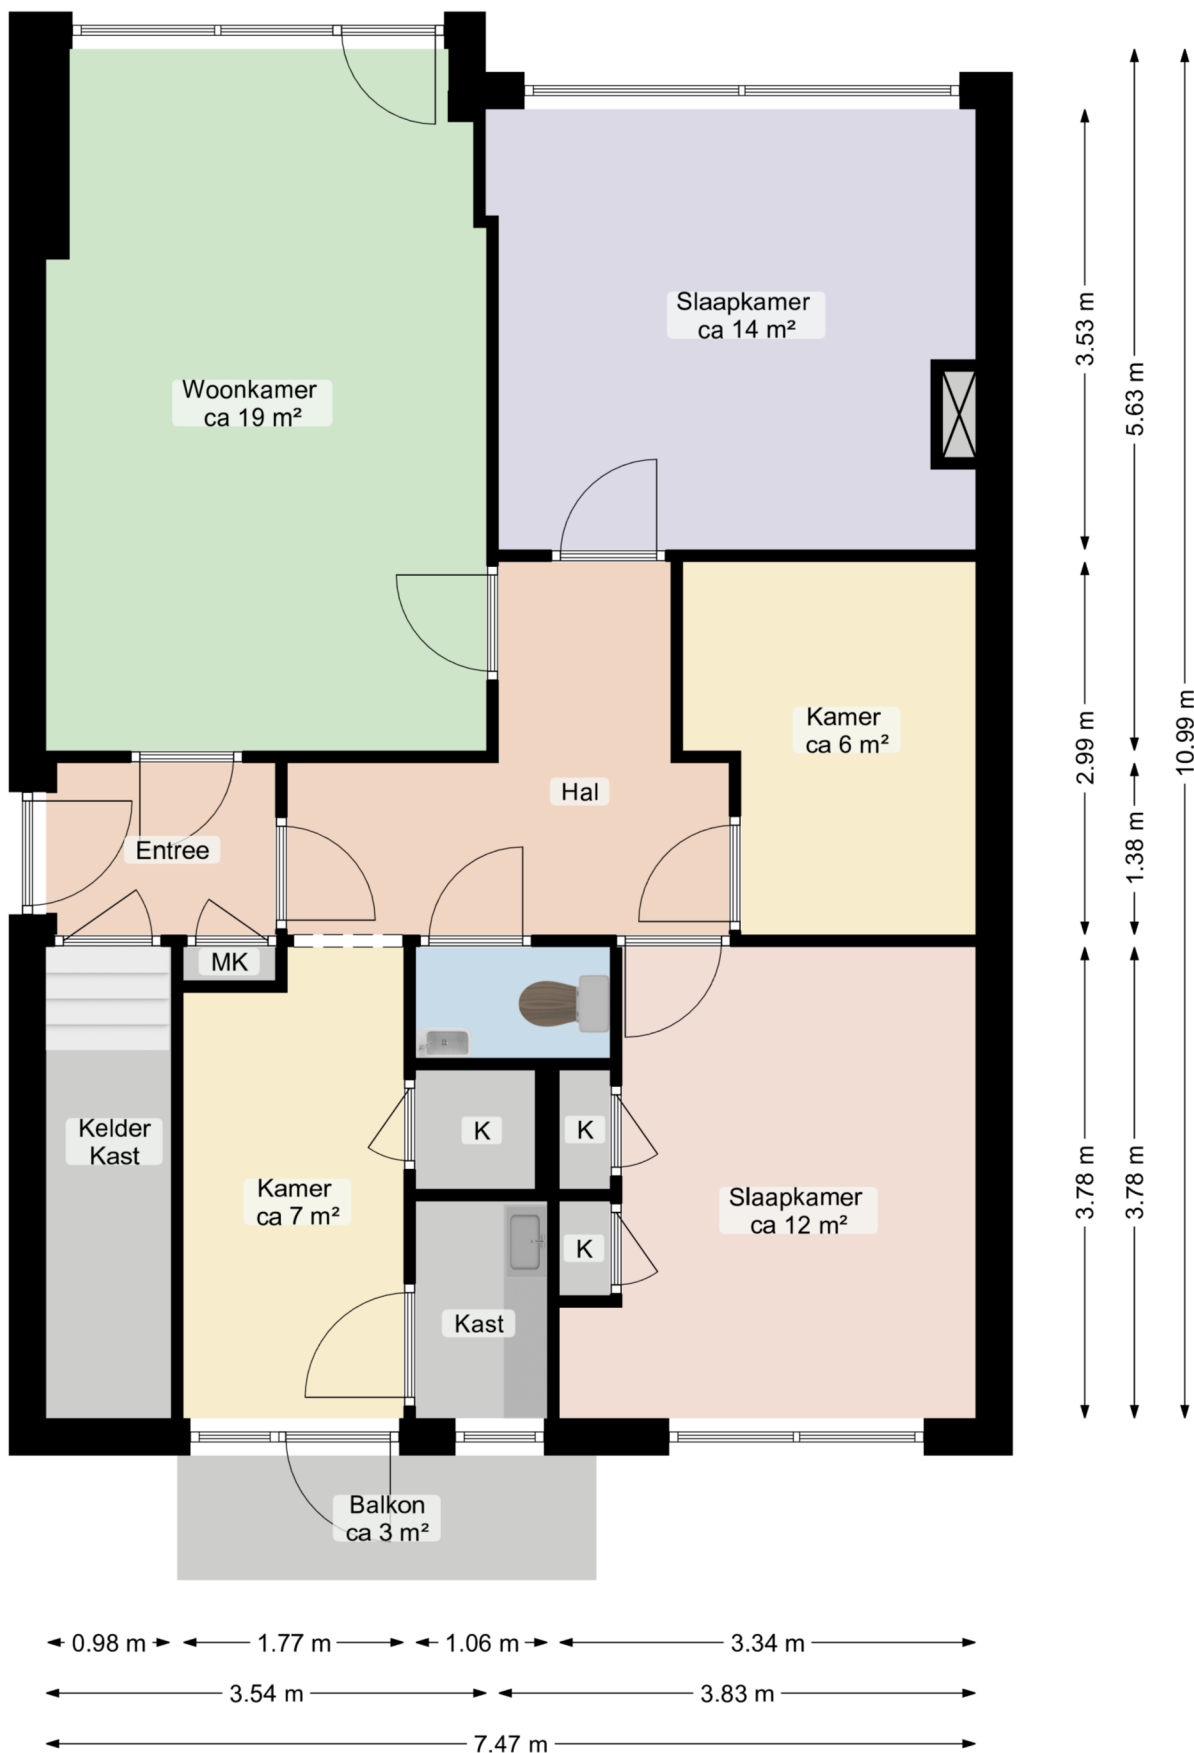 Woonkamer
ca 19 m²
Slaapkamer
ca 14 m²
Kamer
ca 6 m²
Hal
Entree
MK
Kelder
Kast
K
K
Kamer
ca 7 m²
Slaapkamer
ca 12 m²
K
Kast
Balkon
ca 3 m²
3.53 m
5.63 m
2.99 m
10.99 m
1.38 m
3.78 m
3.78 m
0.98 m
1.77 m
1.06 m
3.34 m
3.54 m
3.83 m
7.47 m